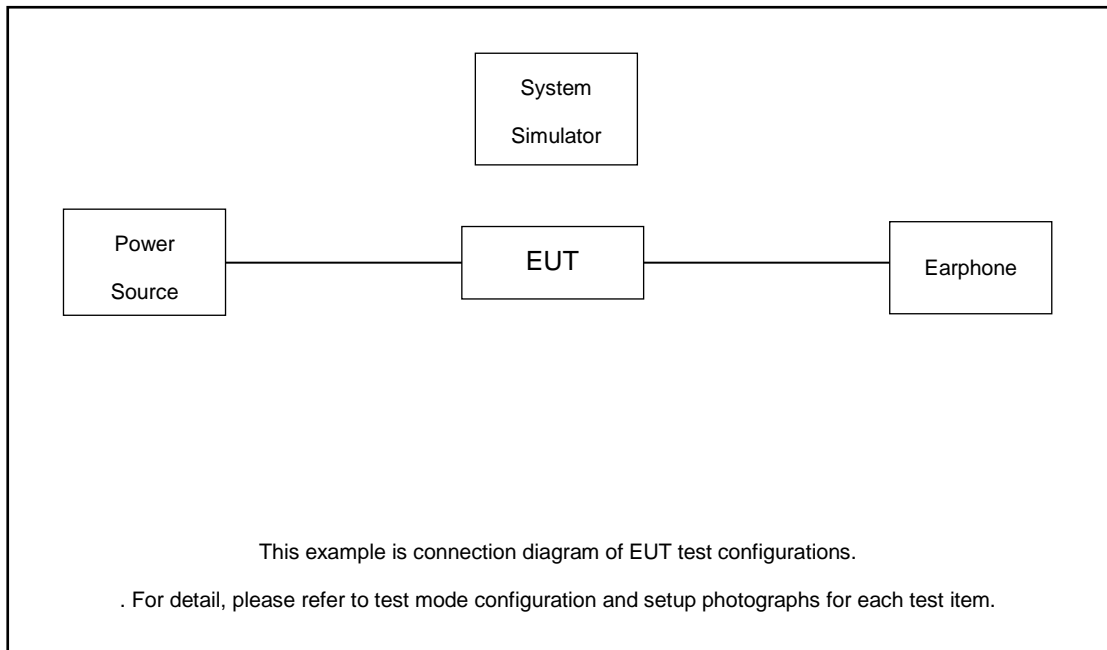 System
Simulator
Power
Source
EUT
Earphone
This example is connection diagram of EUT test configurations.
. For detail, please refer to test mode configuration and setup photographs for each test item.